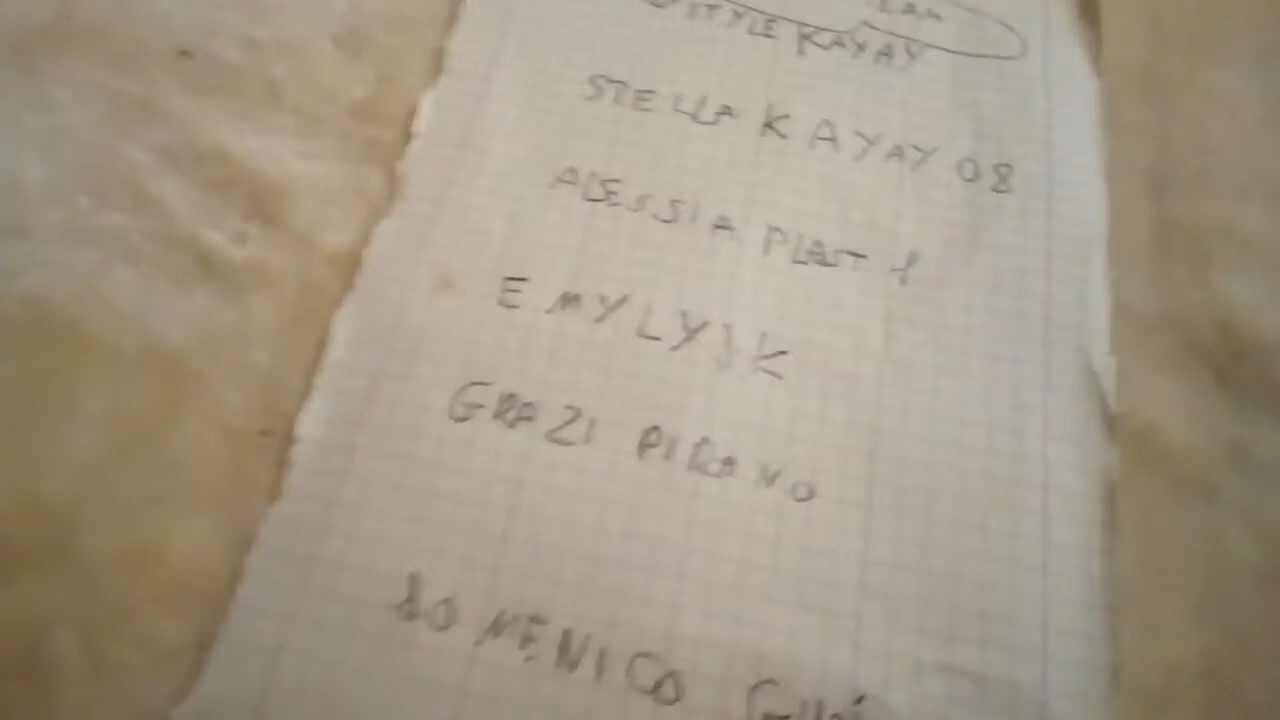 STYLE KAYAY
STELLA KAYAY 08
ALESSIA PLAST 1
EMYLYJK
GRAZI PIRANO
DOMENICO